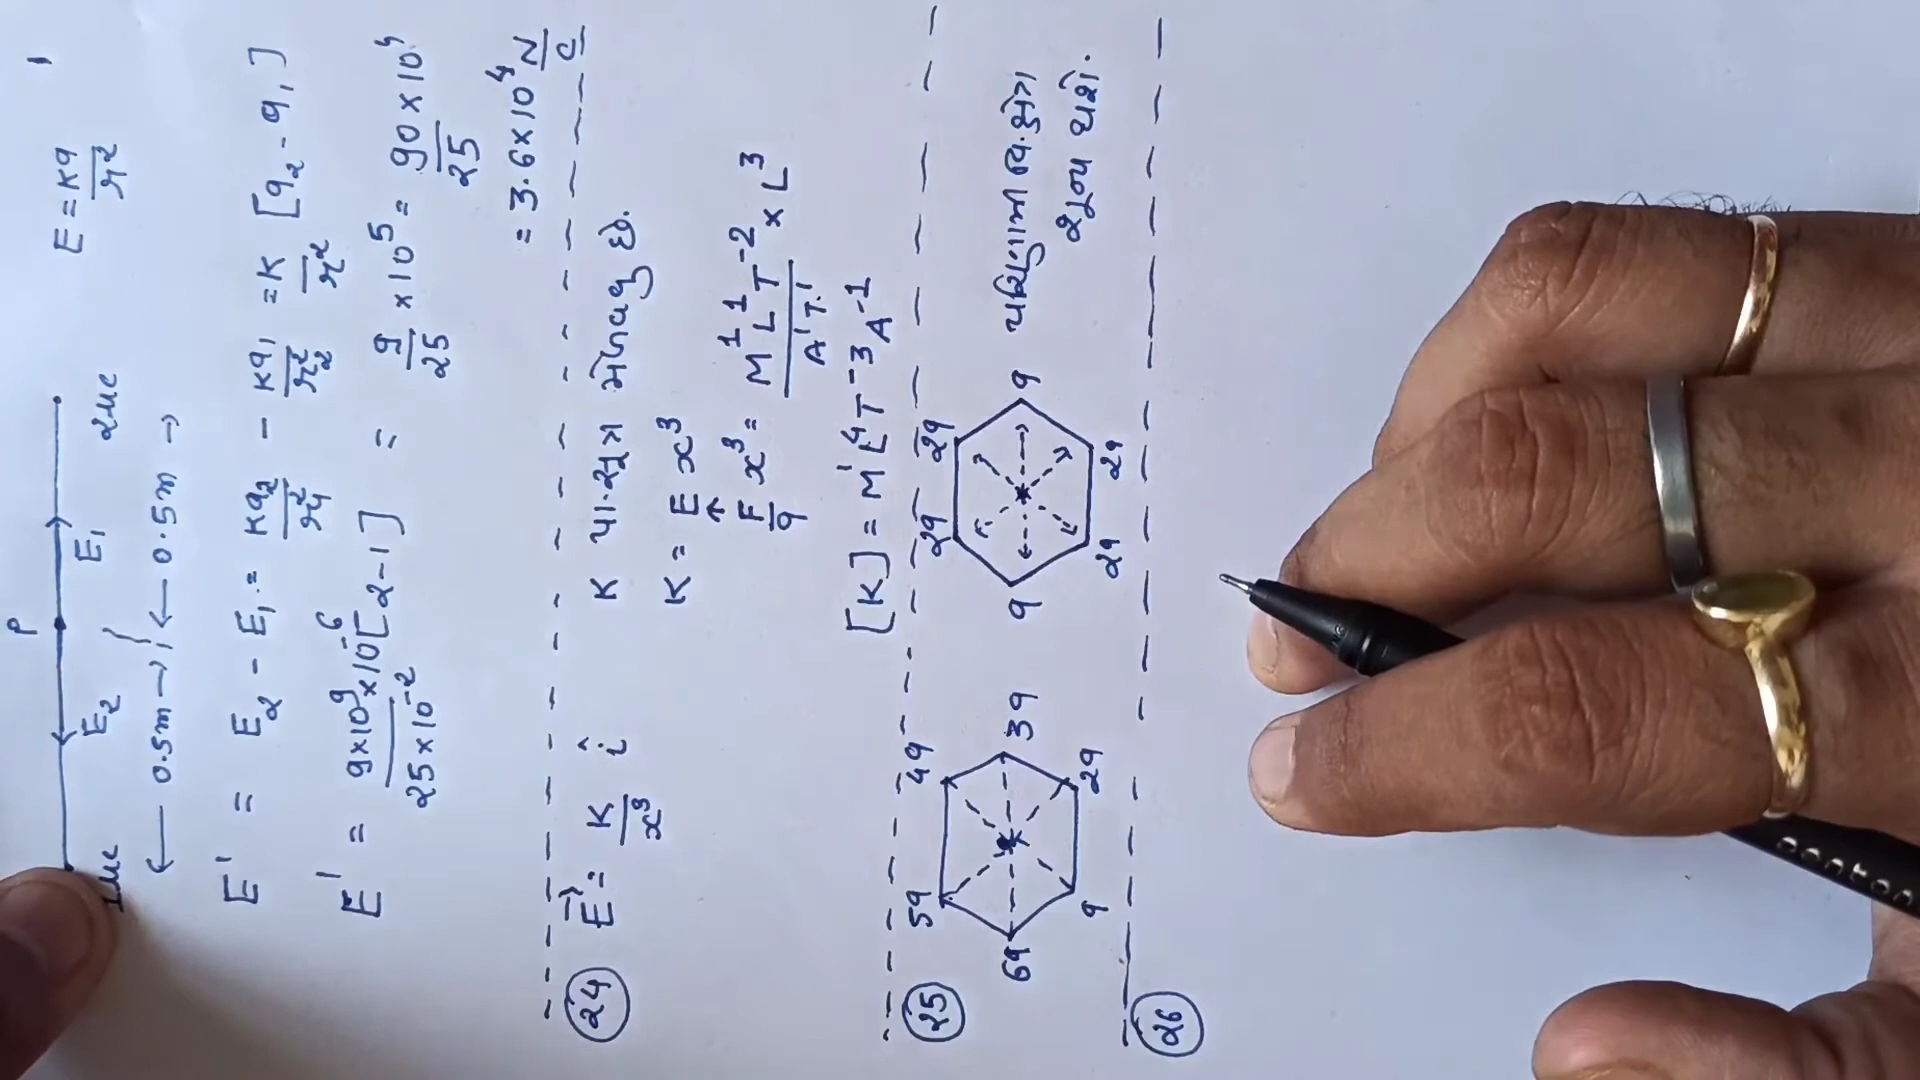 E = kq/r²
P
E₂ E₁
1μc 2μc
← 0.5m → ← 0.5m →
E' = E₂ - E₁ = kq₂/r₁² - kq₁/r₂² = k/r² [q₂ - q₁]
E' = 9×10⁹×10⁻⁶/25×10⁻² [2-1] = 9/25 × 10⁵ = 90×10⁴/25
= 3.6×10⁴ N/C
24 E⃗ = K/x³ î K પા.સૂત્ર મેળવવુ છે.
K = E x³
F/q x³ = M¹L¹T⁻²/A¹T¹ × L³
[K] = M¹L⁴T⁻³A⁻¹
25 5q 4q 2q 2q
6q 3q q q પરિણામી વિ.ક્ષેત્ર
q 2q 2q 2q શૂન્ય થશે.
26